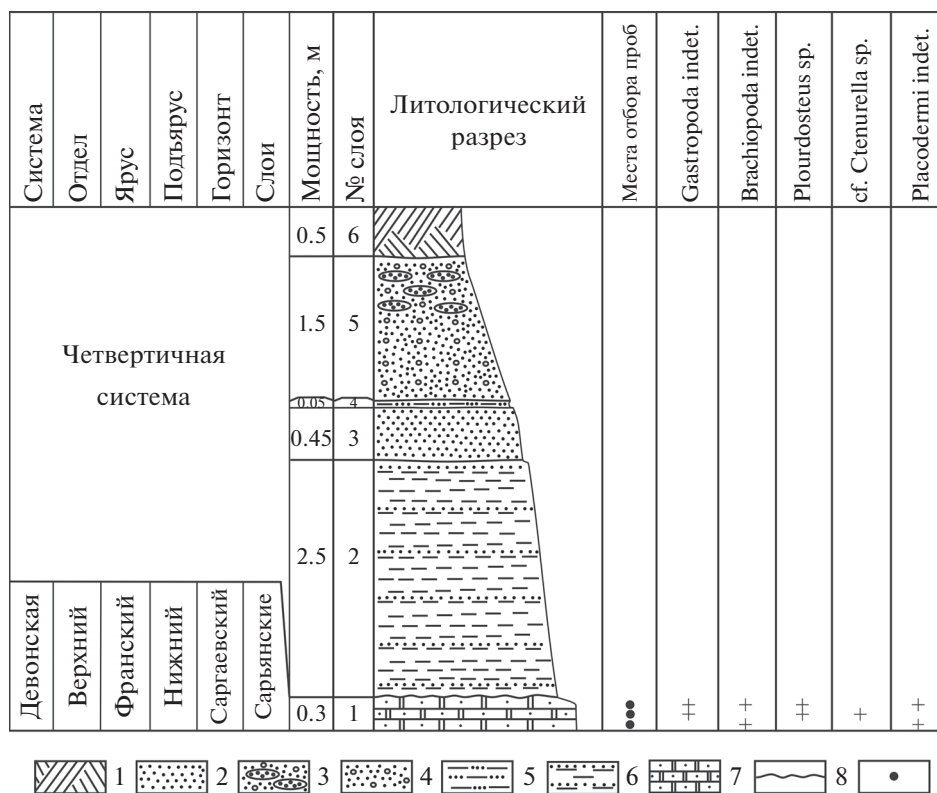 Система
Отдел
Ярус
Подъярус
Горизонт
Слои
Мощность, м
№ слоя
Литологический
разрез
Места отбора проб
Gastropoda indet.
Brachiopoda indet.
Plourdosteus sp.
cf. Ctenurella sp.
Placodermi indet.
Четвертичная
система
0.5 6
1.5 5
0.05 4
0.45 3
2.5 2
Девонская
Верхний
Франский
Нижний
Саргаевский
Сарьянские
0.3 1
+ + + + +
+ + + +
1 2 3 4 5 6 7 8